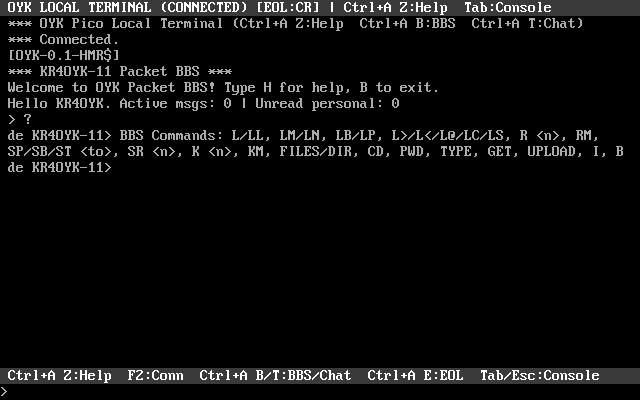 OYK LOCAL TERMINAL (CONNECTED) [EOL:CR] | Ctrl+A Z:Help  Tab:Console
*** OYK Pico Local Terminal (Ctrl+A Z:Help  Ctrl+A B:BBS  Ctrl+A T:Chat)
*** Connected.
[OYK-0.1-HMR$]
*** KR4OYK-11 Packet BBS ***
Welcome to OYK Packet BBS! Type H for help, B to exit.
Hello KR4OYK. Active msgs: 0 | Unread personal: 0
> ?
de KR4OYK-11> BBS Commands: L/LL, LM/LN, LB/LP, L>/L</L@/LC/LS, R <n>, RM,
SP/SB/ST <to>, SR <n>, K <n>, KM, FILES/DIR, CD, PWD, TYPE, GET, UPLOAD, I, B
de KR4OYK-11>
Ctrl+A Z:Help  F2:Conn  Ctrl+A B/T:BBS/Chat  Ctrl+A E:EOL  Tab/Esc:Console
>